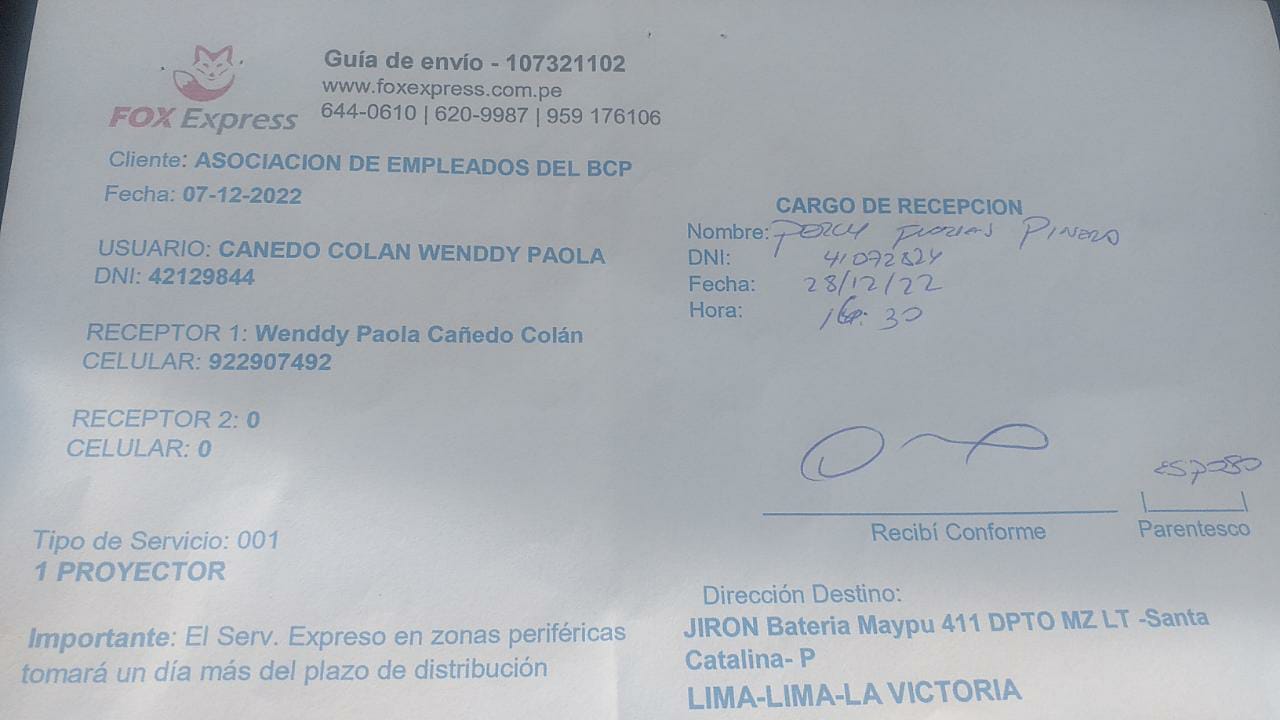 FOX Express
Guía de envío - 107321102
www.foxexpress.com.pe
644-0610 | 620-9987 | 959 176106
Cliente: ASOCIACION DE EMPLEADOS DEL BCP
Fecha: 07-12-2022
USUARIO: CANEDO COLAN WENDDY PAOLA
DNI: 42129844
RECEPTOR 1: Wenddy Paola Cañedo Colán
CELULAR: 922907492
RECEPTOR 2: 0
CELULAR: 0
Tipo de Servicio: 001
1 PROYECTOR
Importante: El Serv. Expreso en zonas periféricas
tomará un día más del plazo de distribución
CARGO DE RECEPCION
Nombre: PERCY
DNI: 41072824
Fecha: 28/12/22
Hora: 16:30
esposo
Recibí Conforme
Parentesco
Dirección Destino:
JIRON Bateria Maypu 411 DPTO MZ LT -Santa
Catalina- P
LIMA-LIMA-LA VICTORIA